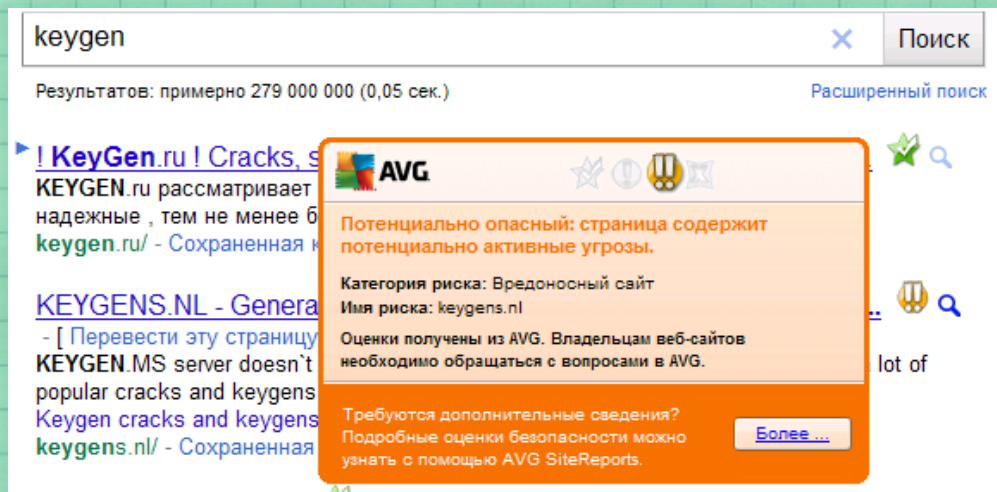 keygen
Поиск
Результатов: примерно 279 000 000 (0,05 сек.)
Расширенный поиск
! KeyGen.ru ! Cracks, s
KEYGEN.ru рассматривает
надежные , тем не менее б
keygen.ru/ - Сохраненная к
AVG
Потенциально опасный: страница содержит
потенциально активные угрозы.
Категория риска: Вредоносный сайт
Имя риска: keygens.nl
Оценки получены из AVG. Владельцам веб-сайтов
необходимо обращаться с вопросами в AVG.
Требуются дополнительные сведения?
Подробные оценки безопасности можно
узнать с помощью AVG SiteReports.
Более ...
KEYGENS.NL - Genera
...
- [ Перевести эту страницу
KEYGEN.MS server doesn`t
lot of
popular cracks and keygens
Keygen cracks and keygens
keygens.nl/ - Сохраненная